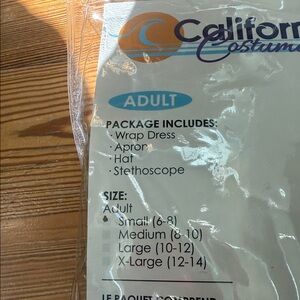 Californ
Costume
ADULT
PACKAGE INCLUDES:
· Wrap Dress
· Apron
· Hat
· Stethoscope
SIZE:
Adult
Small (6-8)
Medium (8-10)
Large (10-12)
X-Large (12-14)
LE PAQUET COMPREND